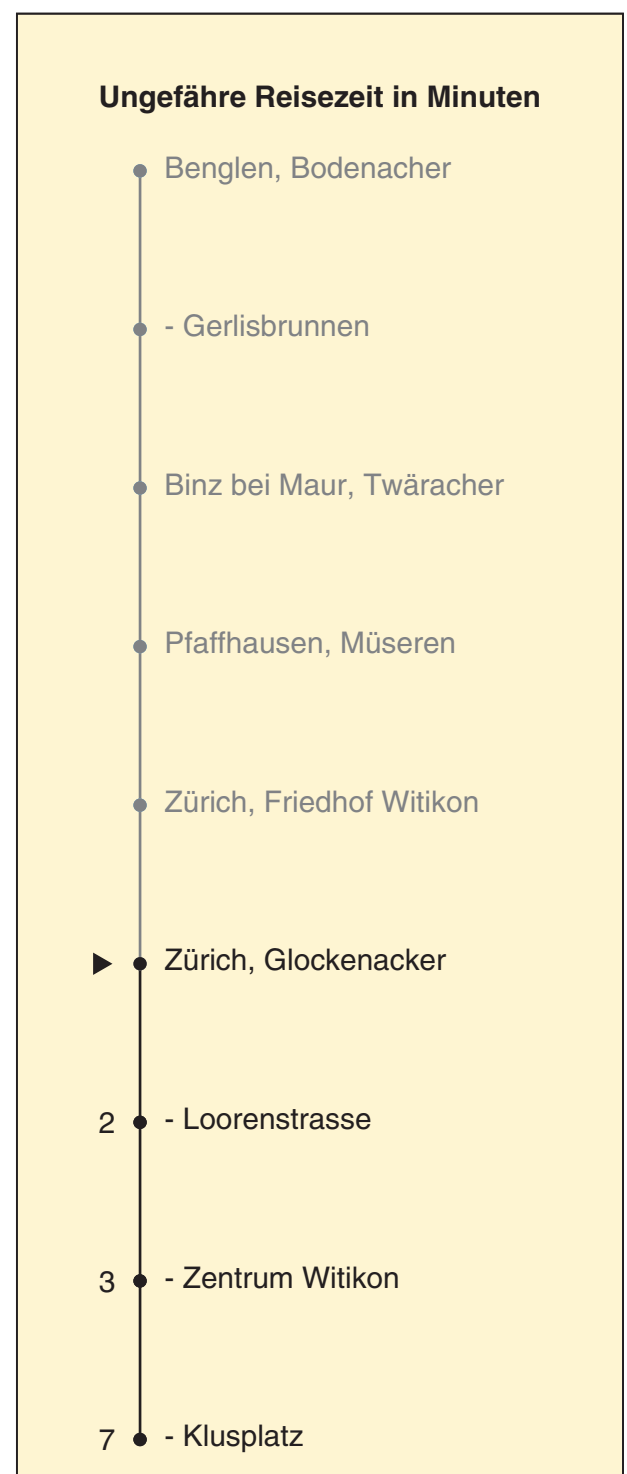 Ungefähre Reisezeit in Minuten
Benglen, Bodenacher
- Gerlisbrunnen
Binz bei Maur, Twäracher
Pfaffhausen, Müseren
Zürich, Friedhof Witikon
Zürich, Glockenacker
2 - Loorenstrasse
3 - Zentrum Witikon
7 - Klusplatz